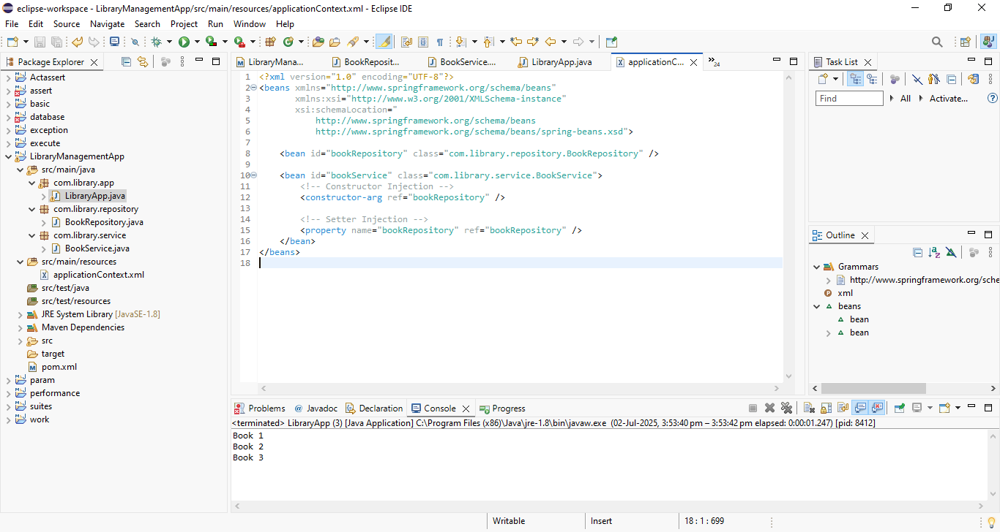 eclipse-workspace - LibraryManagementApp/src/main/resources/applicationContext.xml - Eclipse IDE
File Edit Source Navigate Search Project Run Window Help
Package Explorer
Actassert
assert
basic
database
exception
execute
LibraryManagementApp
src/main/java
com.library.app
LibraryApp.java
com.library.repository
BookRepository.java
com.library.service
BookService.java
src/main/resources
applicationContext.xml
src/test/java
src/test/resources
JRE System Library [JavaSE-1.8]
Maven Dependencies
src
target
pom.xml
param
performance
suites
work
LibraryMana... BookReposit... BookService.... LibraryApp.java applicationC... »24
1 <?xml version="1.0" encoding="UTF-8"?>
2 <beans xmlns="http://www.springframework.org/schema/beans"
3 xmlns:xsi="http://www.w3.org/2001/XMLSchema-instance"
4 xsi:schemaLocation="
5 http://www.springframework.org/schema/beans
6 http://www.springframework.org/schema/beans/spring-beans.xsd">
7
8 <bean id="bookRepository" class="com.library.repository.BookRepository" />
9
10 <bean id="bookService" class="com.library.service.BookService">
11 <!-- Constructor Injection -->
12 <constructor-arg ref="bookRepository" />
13
14 <!-- Setter Injection -->
15 <property name="bookRepository" ref="bookRepository" />
16 </bean>
17 </beans>
18
Task List
Find All Activate...
Outline
Grammars
http://www.springframework.org/sche
xml
beans
bean
bean
Problems @ Javadoc Declaration Console Progress
<terminated> LibraryApp (3) [Java Application] C:\Program Files (x86)\Java\jre-1.8\bin\javaw.exe (02-Jul-2025, 3:53:40 pm – 3:53:42 pm elapsed: 0:00:01.247) [pid: 8412]
Book 1
Book 2
Book 3
Writable Insert 18 : 1 : 699